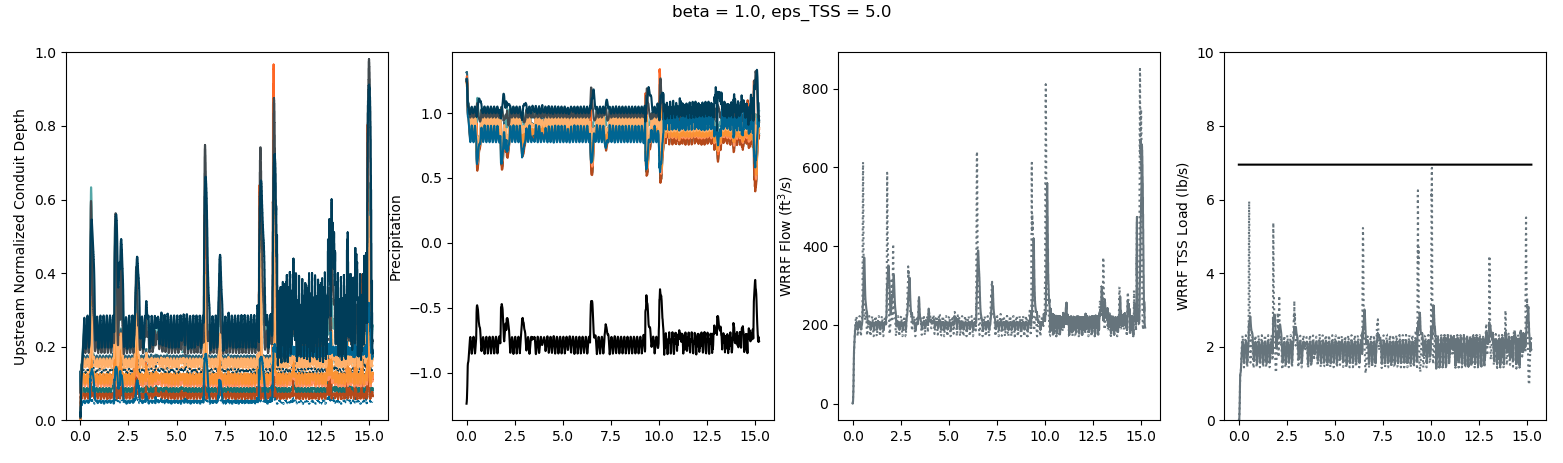 beta = 1.0, eps_TSS = 5.0
Upstream Normalized Conduit Depth
1.0
0.8
0.6
0.4
0.2
0.0
0.0 2.5 5.0 7.5 10.0 12.5 15.0
Precipitation
1.0
0.5
0.0
−0.5
−1.0
0.0 2.5 5.0 7.5 10.0 12.5 15.0
WRRF Flow (ft³/s)
800
600
400
200
0
0.0 2.5 5.0 7.5 10.0 12.5 15.0
WRRF TSS Load (lb/s)
10
8
6
4
2
0
0.0 2.5 5.0 7.5 10.0 12.5 15.0